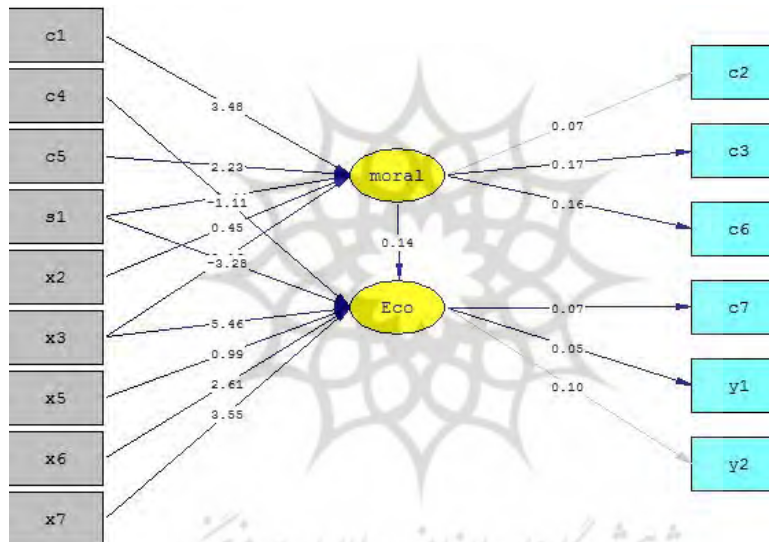 c1
c4
c5
s1
x2
x3
x5
x6
x7
3.48
2.23
-1.11
0.45
-3.28
5.46
0.99
2.61
3.55
moral
0.14
Eco
0.07
0.17
0.16
0.07
0.05
0.10
c2
c3
c6
c7
y1
y2